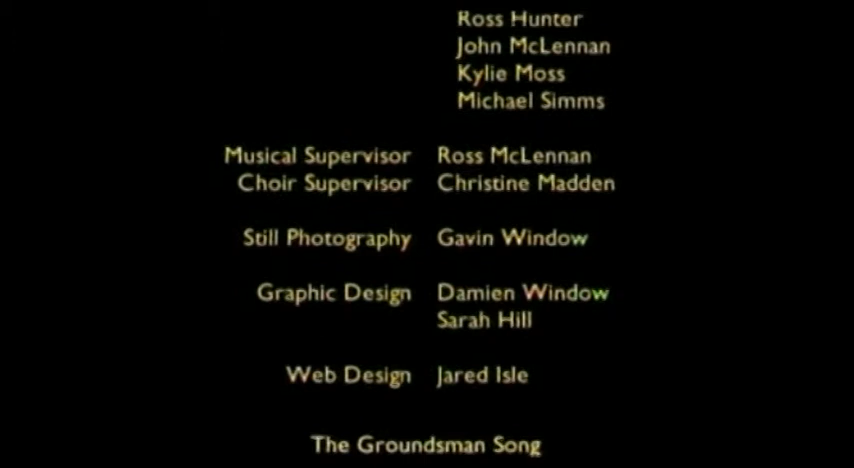 Ross Hunter
John McLennan
Kylie Moss
Michael Simms
Musical Supervisor Ross McLennan
Choir Supervisor Christine Madden
Still Photography Gavin Window
Graphic Design Damien Window
Sarah Hill
Web Design Jared Isle
The Groundsman Song